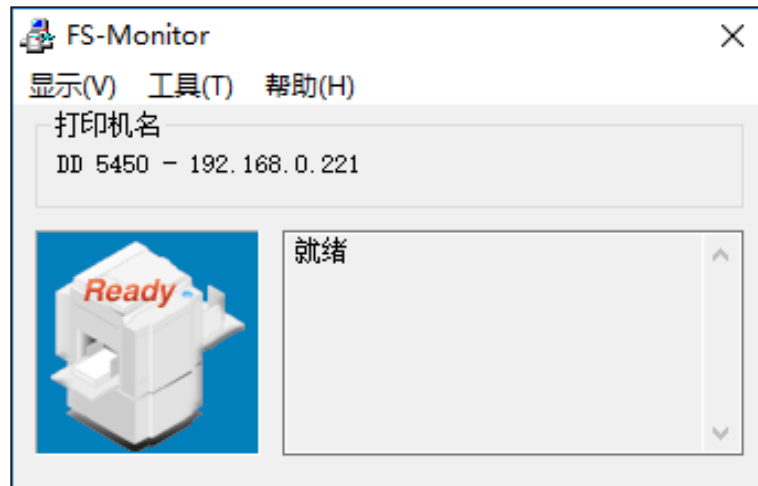 FS-Monitor
显示(V) 工具(T) 帮助(H)
打印机名
DD 5450 - 192.168.0.221
Ready
就绪